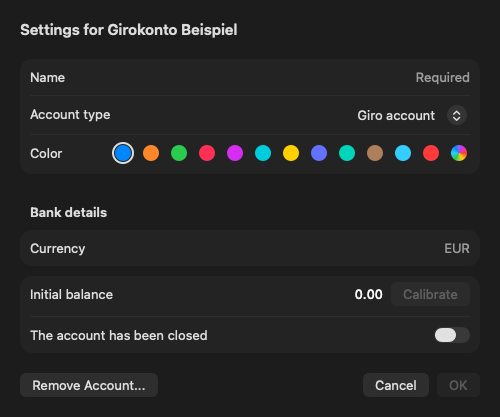 Settings for Girokonto Beispiel
Name Required
Account type Giro account
Color
Bank details
Currency EUR
Initial balance 0.00 Calibrate
The account has been closed
Remove Account... Cancel OK